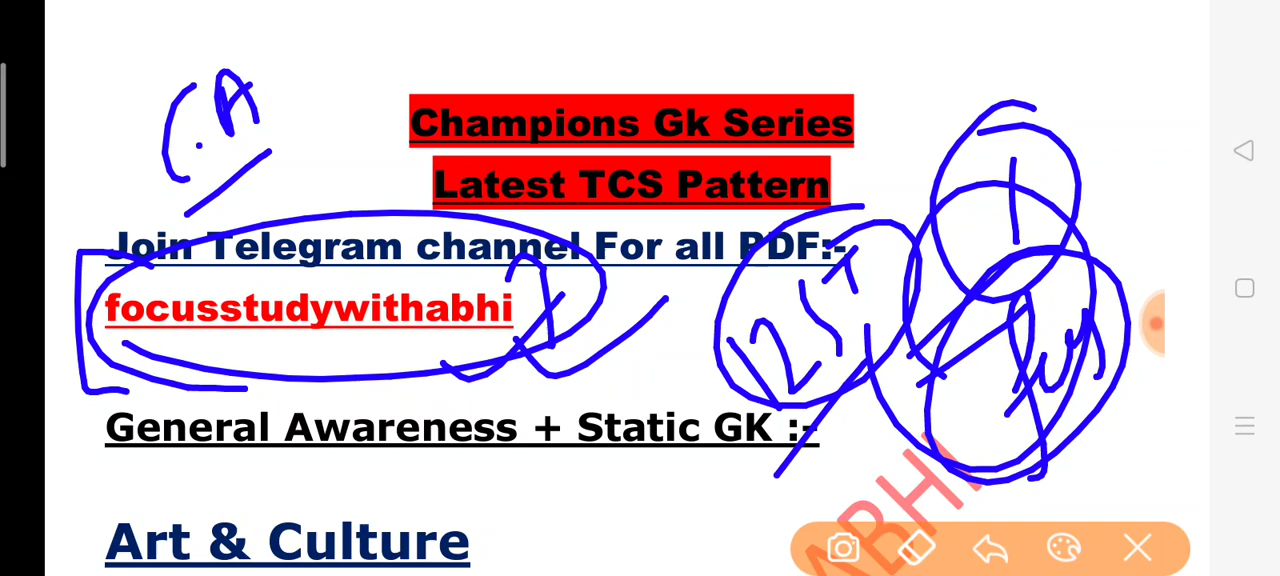 C.A
Champions Gk Series
Latest TCS Pattern
Join Telegram channel For all PDF:-
focusstudywithabhi
General Awareness + Static GK :-
ABHI
Art & Culture